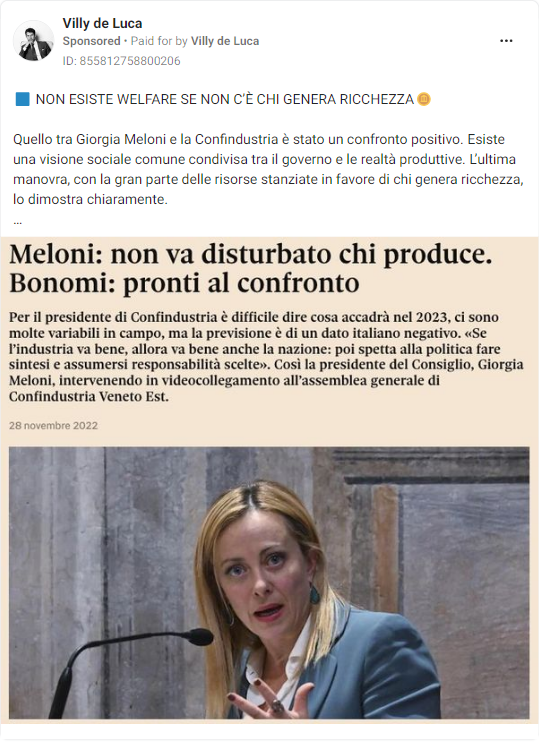 Villy de Luca
Sponsored • Paid for by Villy de Luca
ID: 855812758800206
NON ESISTE WELFARE SE NON C'È CHI GENERA RICCHEZZA
Quello tra Giorgia Meloni e la Confindustria è stato un confronto positivo. Esiste
una visione sociale comune condivisa tra il governo e le realtà produttive. L'ultima
manovra, con la gran parte delle risorse stanziate in favore di chi genera ricchezza,
lo dimostra chiaramente.
...
Meloni: non va disturbato chi produce.
Bonomi: pronti al confronto
Per il presidente di Confindustria è difficile dire cosa accadrà nel 2023, ci sono
molte variabili in campo, ma la previsione è di un dato italiano negativo. «Se
l'industria va bene, allora va bene anche la nazione: poi spetta alla politica fare
sintesi e assumersi responsabilità scelte». Così la presidente del Consiglio, Giorgia
Meloni, intervenendo in videocollegamento all'assemblea generale di
Confindustria Veneto Est.
28 novembre 2022